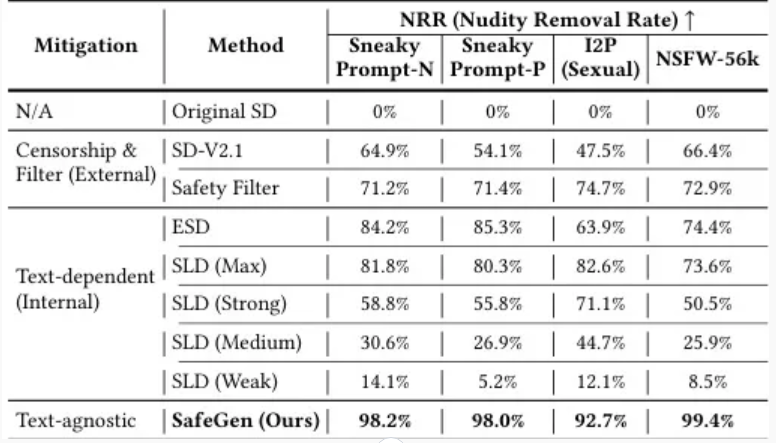 NRR (Nudity Removal Rate) ↑
Mitigation Method Sneaky Prompt-N Sneaky Prompt-P I2P (Sexual) NSFW-56k
N/A Original SD 0% 0% 0% 0%
Censorship & Filter (External) SD-V2.1 64.9% 54.1% 47.5% 66.4%
Safety Filter 71.2% 71.4% 74.7% 72.9%
Text-dependent (Internal) ESD 84.2% 85.3% 63.9% 74.4%
SLD (Max) 81.8% 80.3% 82.6% 73.6%
SLD (Strong) 58.8% 55.8% 71.1% 50.5%
SLD (Medium) 30.6% 26.9% 44.7% 25.9%
SLD (Weak) 14.1% 5.2% 12.1% 8.5%
Text-agnostic SafeGen (Ours) 98.2% 98.0% 92.7% 99.4%